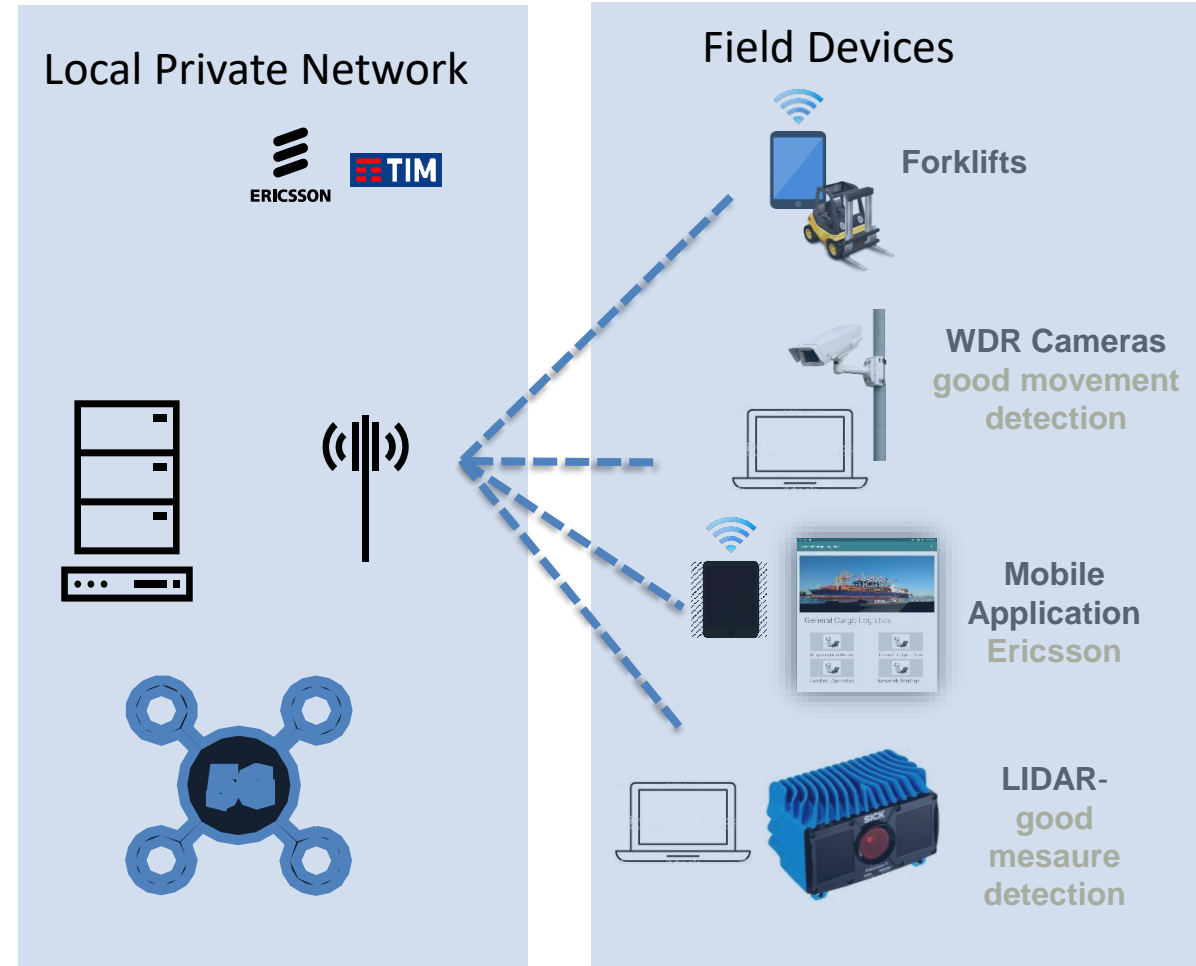 Local Private Network
ERICSSON
TIM
5G
Field Devices
Forklifts
WDR Cameras
good movement
detection
General Cargo Logistics
Mobile
Application
Ericsson
SICK
LIDAR-
good
mesaure
detection